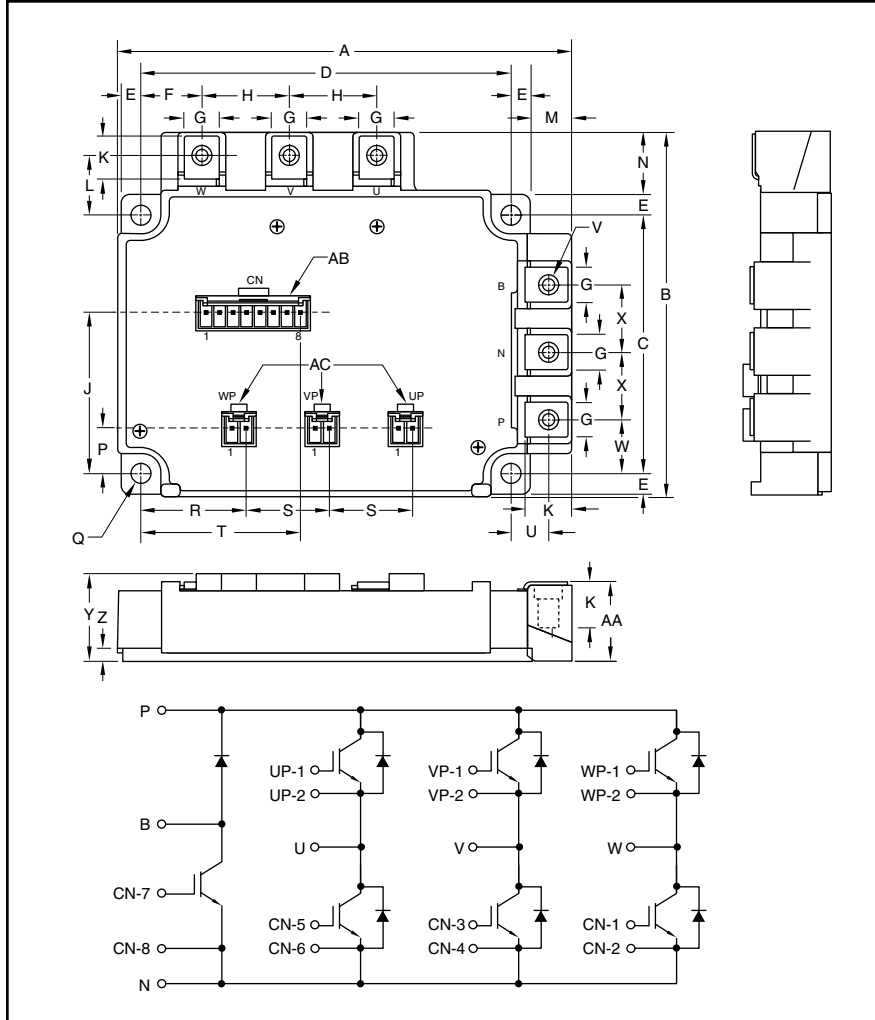 A
D
E F H H E M
G G G
K
L
N
E
W V U
V
AB
CN
B
G
X
B
C
1 8
N
G
J
AC
X
WP VP UP
P
G
W
P
1 1 1
E
K
R S S
U
Q
T
Y
Z
K
AA
P
UP-1 VP-1 WP-1
UP-2 VP-2 WP-2
B
U V W
CN-7
CN-5 CN-3 CN-1
CN-8 CN-6 CN-4 CN-2
N